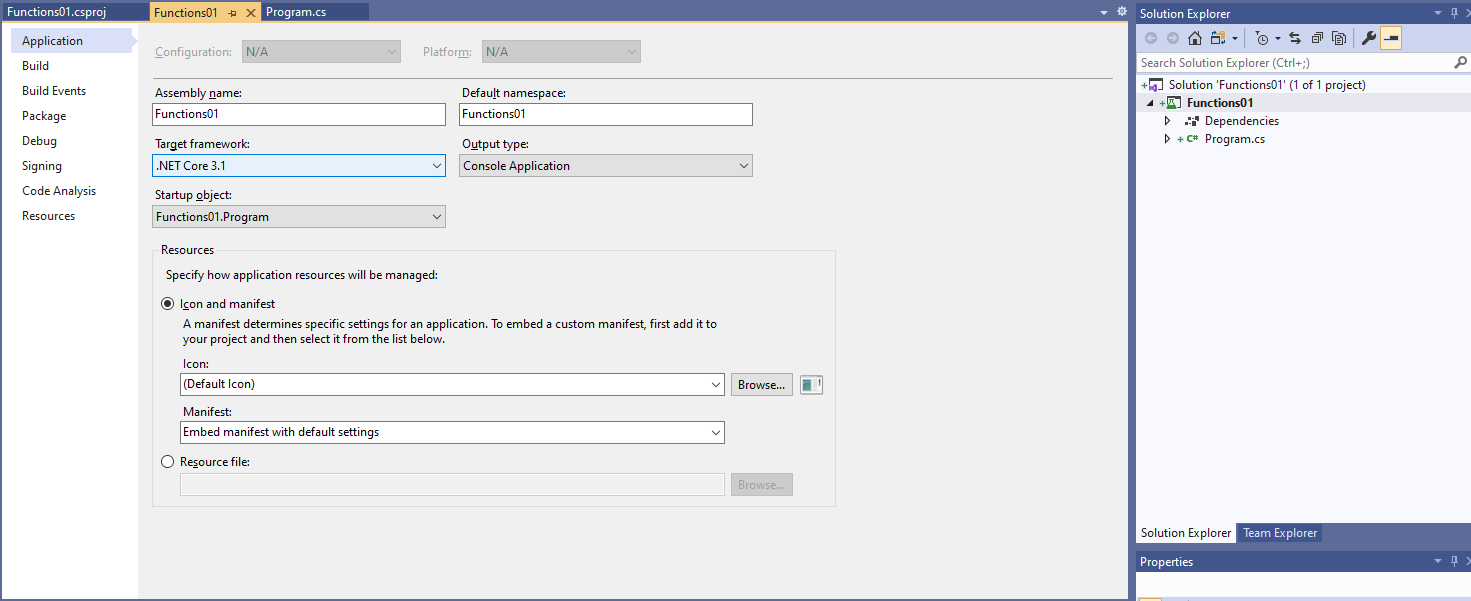 Functions01.csproj
Functions01
Program.cs
Application
Build
Build Events
Package
Debug
Signing
Code Analysis
Resources
Configuration: N/A
Platform: N/A
Assembly name:
Functions01
Default namespace:
Functions01
Target framework:
.NET Core 3.1
Output type:
Console Application
Startup object:
Functions01.Program
Resources
Specify how application resources will be managed:
Icon and manifest
A manifest determines specific settings for an application. To embed a custom manifest, first add it to
your project and then select it from the list below.
Icon:
(Default Icon)
Browse...
Manifest:
Embed manifest with default settings
Resource file:
Browse...
Solution Explorer
Search Solution Explorer (Ctrl+;)
Solution 'Functions01' (1 of 1 project)
Functions01
Dependencies
C# Program.cs
Solution Explorer
Team Explorer
Properties